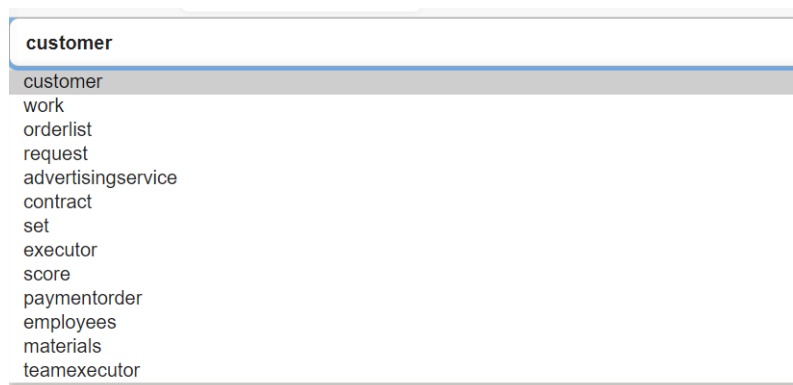 customer
customer
work
orderlist
request
advertisingservice
contract
set
executor
score
paymentorder
employees
materials
teamexecutor